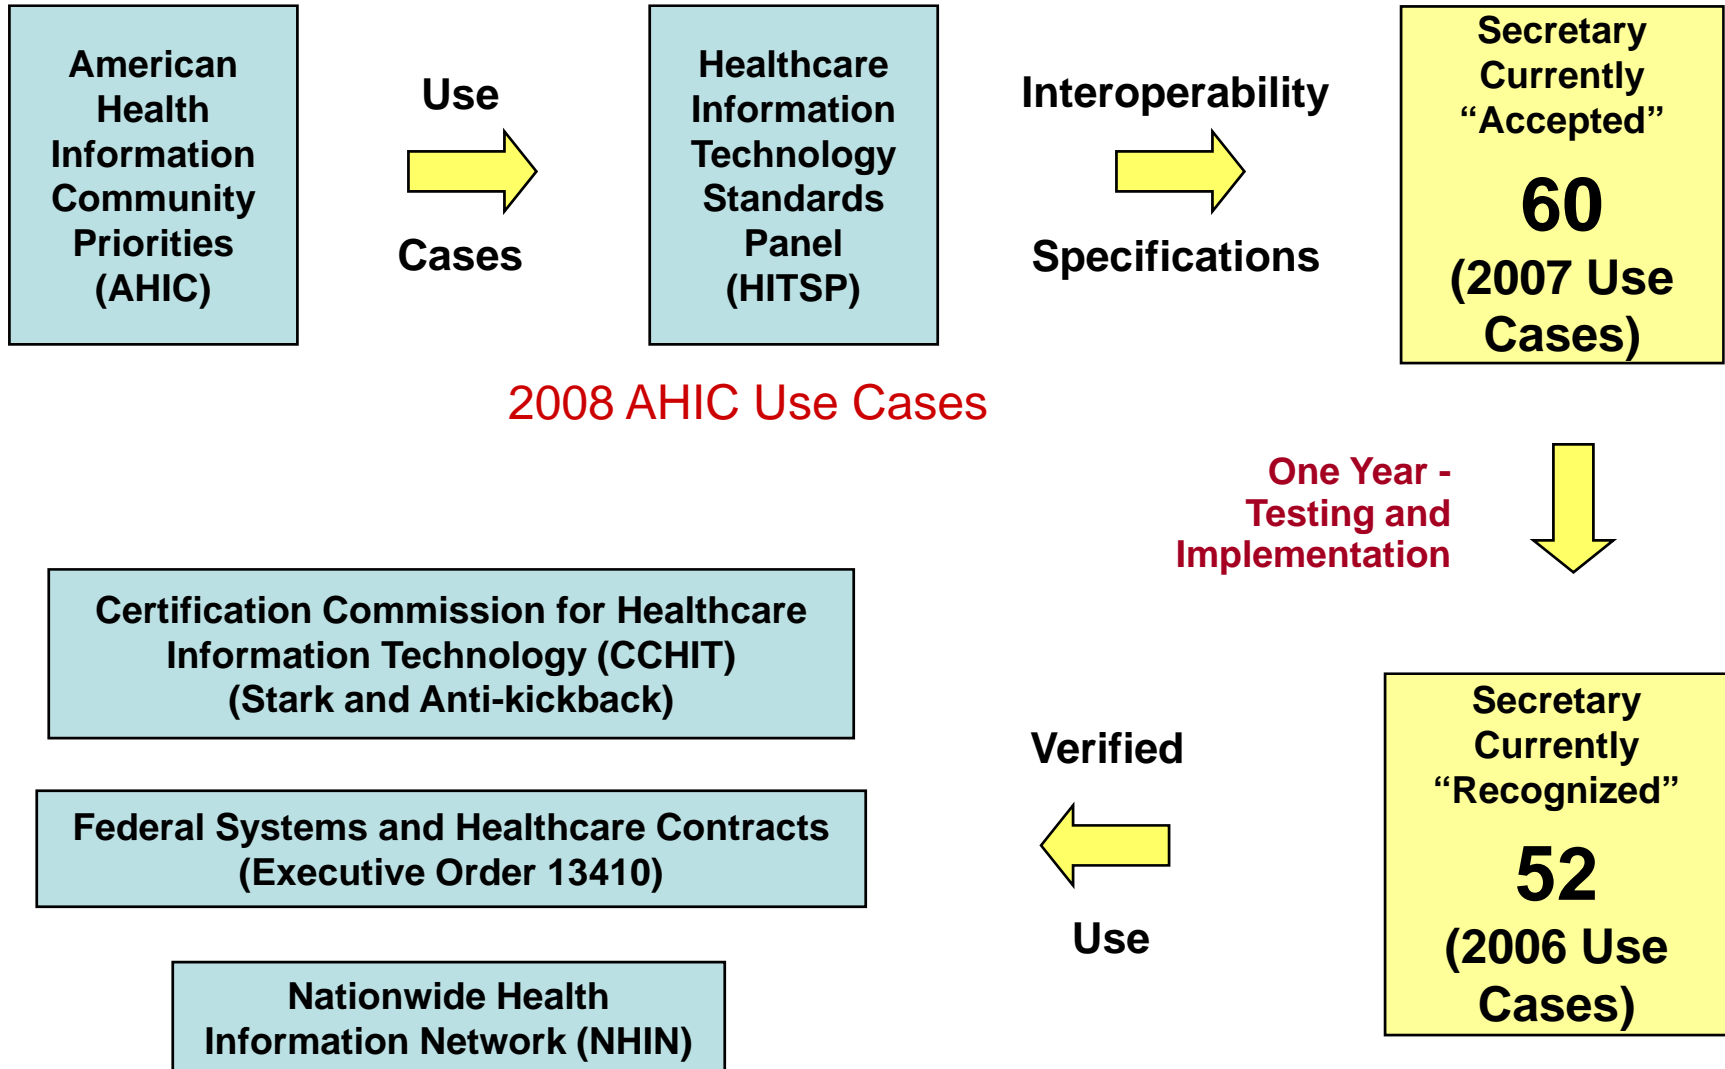 American
Health
Information
Community
Priorities
(AHIC)
Use
Cases
Healthcare
Information
Technology
Standards
Panel
(HITSP)
Interoperability
Specifications
Secretary
Currently
“Accepted”
60
(2007 Use
Cases)
2008 AHIC Use Cases
One Year -
Testing and
Implementation
Secretary
Currently
“Recognized”
52
(2006 Use
Cases)
Verified
Use
Certification Commission for Healthcare
Information Technology (CCHIT)
(Stark and Anti-kickback)
Federal Systems and Healthcare Contracts
(Executive Order 13410)
Nationwide Health
Information Network (NHIN)